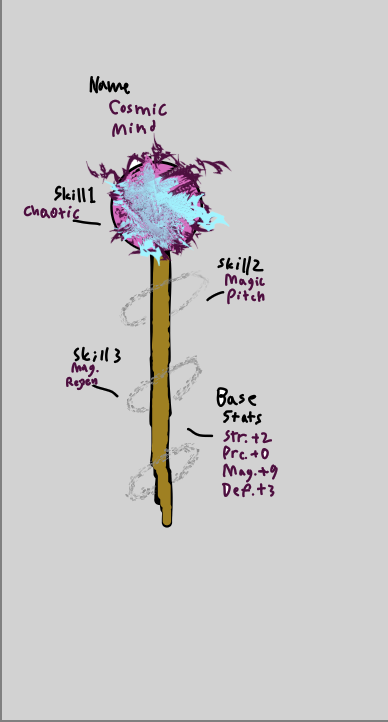 Name
Cosmic
Mind
Skill1
Chaotic
Skill2
Magic
Pitch
Skill3
Mag.
Regen
Base
Stats
Str.+2
Prc.+0
Mag.+9
Def.+3